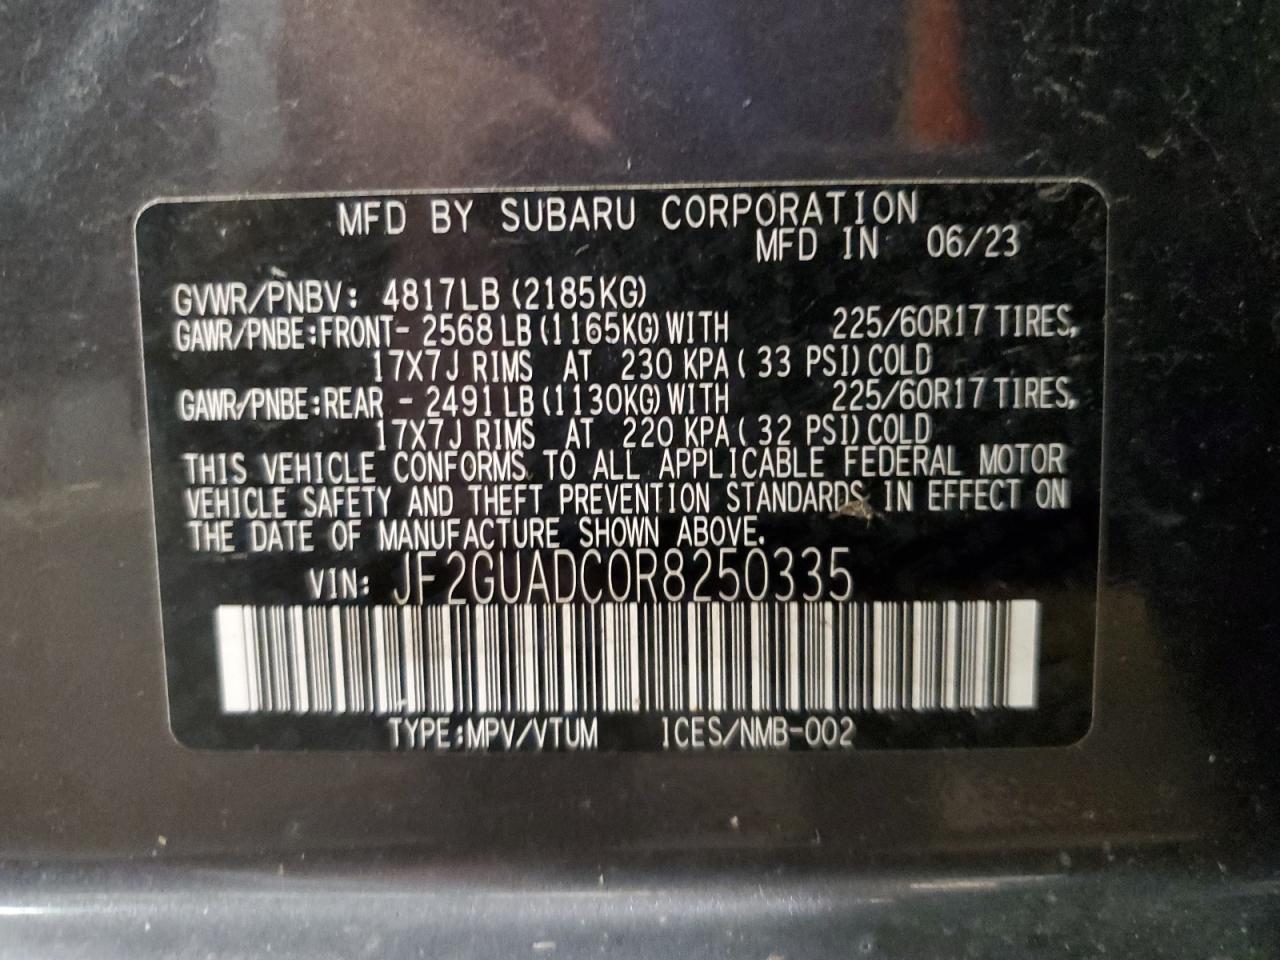 MFD BY SUBARU CORPORATION
MFD IN 06/23
GVWR/PNBV: 4817LB (2185KG)
GAWR/PNBE:FRONT- 2568 LB (1165KG) WITH 225/60R17 TIRES,
17X7J RIMS AT 230 KPA ( 33 PSI) COLD
GAWR/PNBE:REAR - 2491 LB (1130KG) WITH 225/60R17 TIRES,
17X7J RIMS AT 220 KPA ( 32 PSI) COLD
THIS VEHICLE CONFORMS TO ALL APPLICABLE FEDERAL MOTOR
VEHICLE SAFETY AND THEFT PREVENTION STANDARDS IN EFFECT ON
THE DATE OF MANUFACTURE SHOWN ABOVE.
VIN: JF2GUADC0R8250335
TYPE:MPV/VTUM ICES/NMB-002